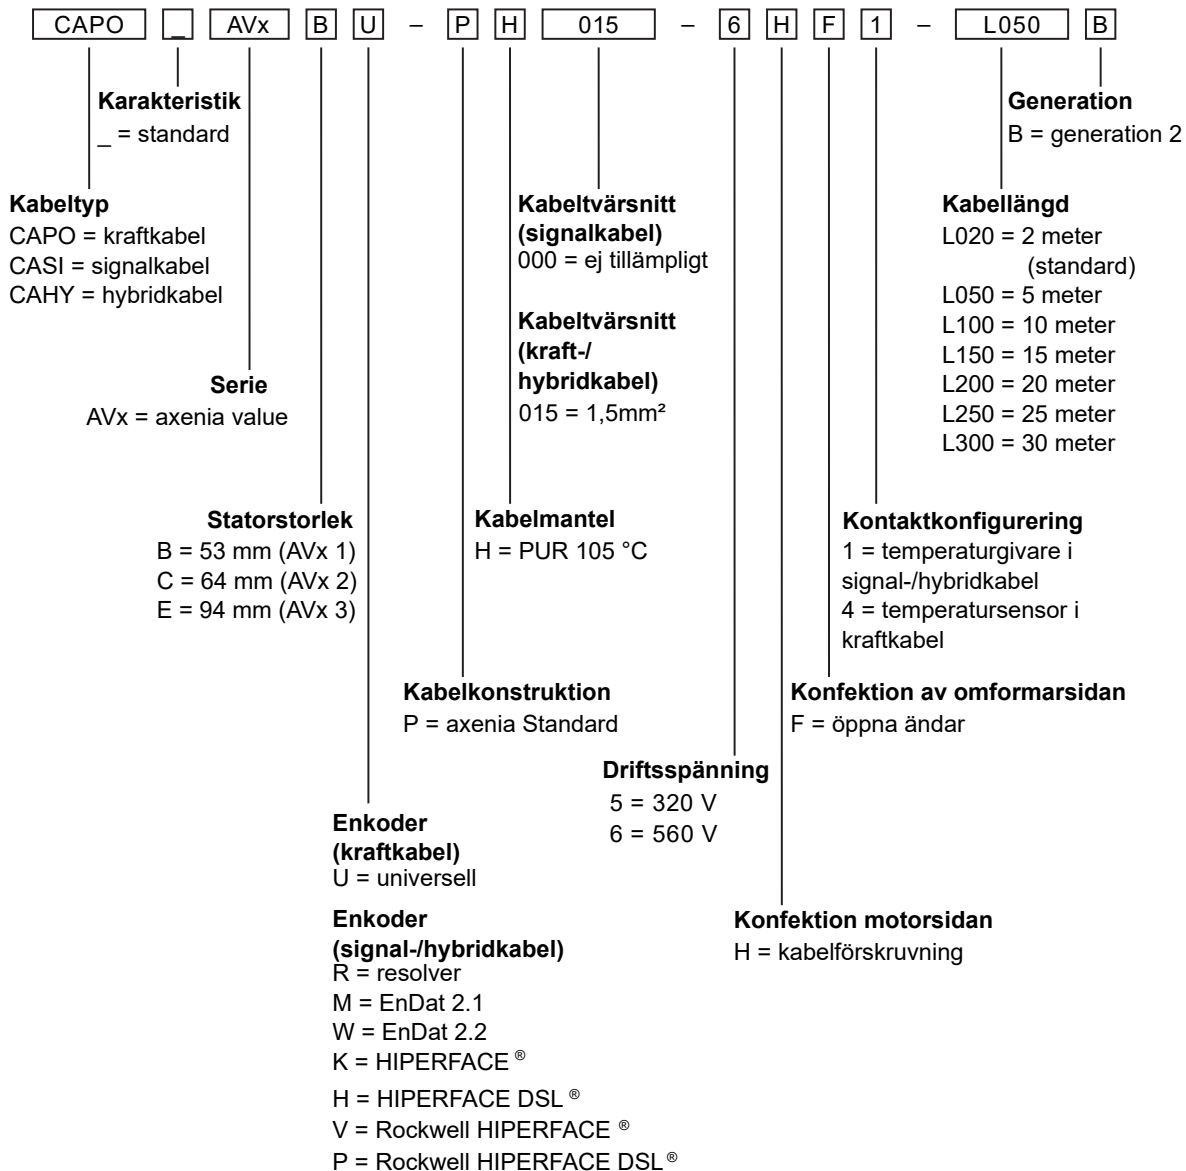 CAPO _ AVx B U – P H 015 – 6 H F 1 – L050 B
Karakteristik
_ = standard
Generation
B = generation 2
Kabeltyp
CAPO = kraftkabel
CASI = signalkabel
CAHY = hybridkabel
Kabeltvärsnitt
(signalkabel)
000 = ej tillämpligt
Kabeltvärsnitt
(kraft-/
hybridkabel)
015 = 1,5mm²
Kabellängd
L020 = 2 meter
(standard)
L050 = 5 meter
L100 = 10 meter
L150 = 15 meter
L200 = 20 meter
L250 = 25 meter
L300 = 30 meter
Serie
AVx = axenia value
Statorstorlek
B = 53 mm (AVx 1)
C = 64 mm (AVx 2)
E = 94 mm (AVx 3)
Kabelmantel
H = PUR 105 °C
Kontaktkonfigurering
1 = temperaturgivare i
signal-/hybridkabel
4 = temperatursensor i
kraftkabel
Kabelkonstruktion
P = axenia Standard
Konfektion av omformarsidan
F = öppna ändar
Driftsspänning
5 = 320 V
6 = 560 V
Enkoder
(kraftkabel)
U = universell
Enkoder
(signal-/hybridkabel)
R = resolver
M = EnDat 2.1
W = EnDat 2.2
K = HIPERFACE ®
H = HIPERFACE DSL ®
V = Rockwell HIPERFACE ®
P = Rockwell HIPERFACE DSL ®
Konfektion motorsidan
H = kabelförskruvning